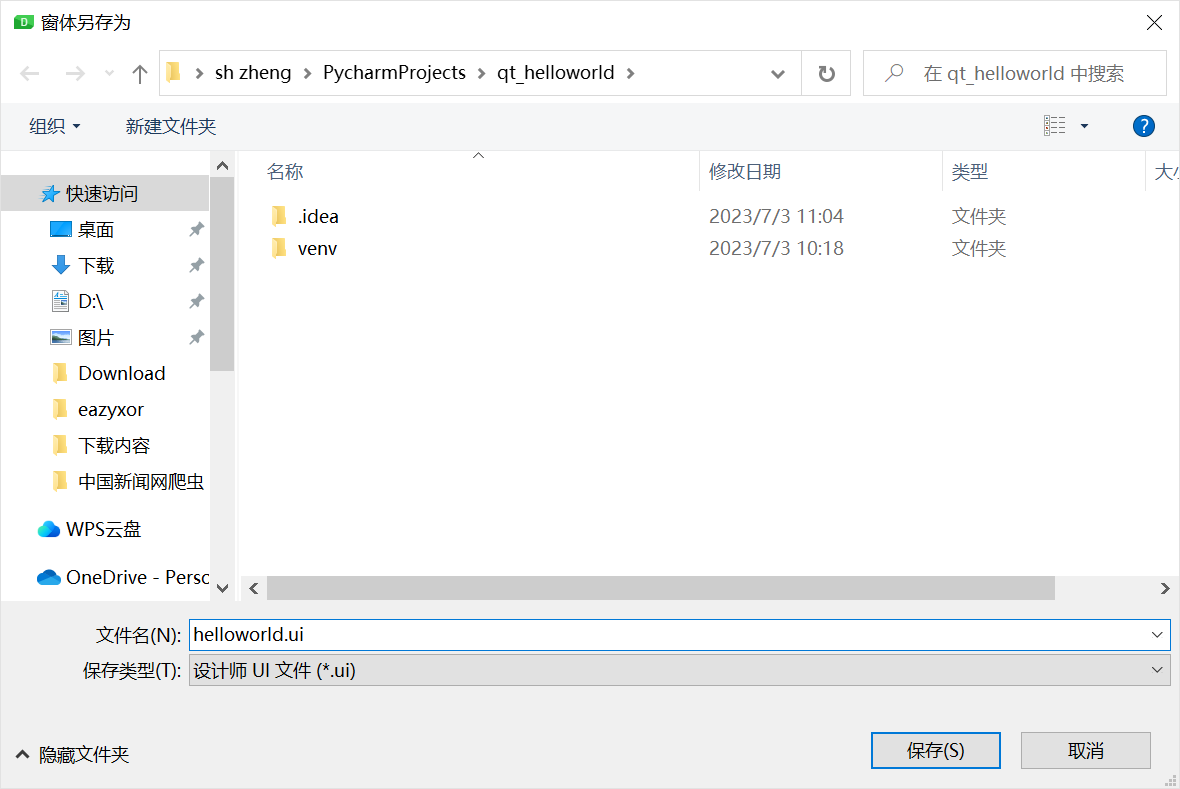 窗体另存为
sh zheng > PycharmProjects > qt_helloworld >
在 qt_helloworld 中搜索
组织 新建文件夹
名称 修改日期 类型 大小
快速访问
桌面
下载
D:\
图片
Download
eazyxor
下载内容
中国新闻网爬虫
WPS云盘
OneDrive - Perso
.idea 2023/7/3 11:04 文件夹
venv 2023/7/3 10:18 文件夹
文件名(N): helloworld.ui
保存类型(T): 设计师 UI 文件 (*.ui)
隐藏文件夹
保存(S) 取消